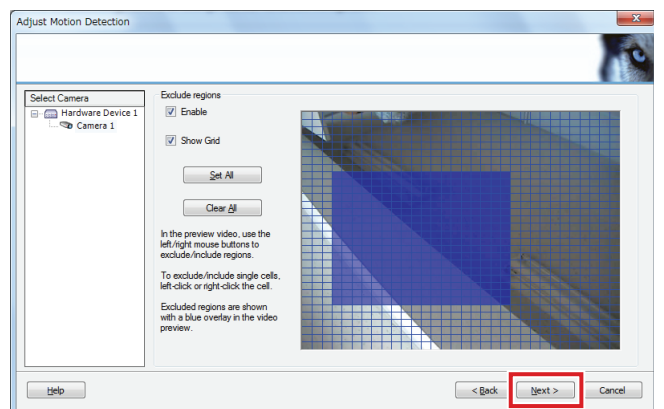 Adjust Motion Detection
Select Camera
Hardware Device 1
Camera 1
Exclude regions
Enable
Show Grid
Set All
Clear All
In the preview video, use the
left/right mouse buttons to
exclude/include regions.
To exclude/include single cells,
left-click or right-click the cell.
Excluded regions are shown
with a blue overlay in the video
preview.
Help
< Back
Next >
Cancel